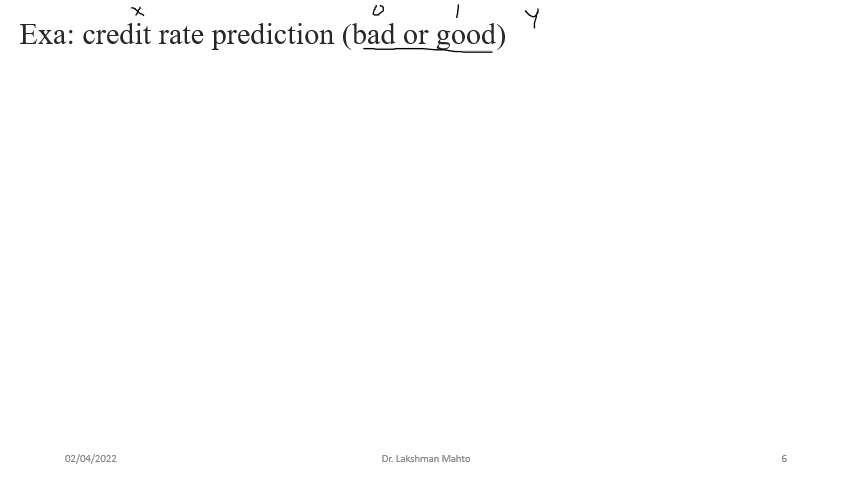 x 0 1 y
Exa: credit rate prediction (bad or good)
02/04/2022 Dr. Lakshman Mahto 6